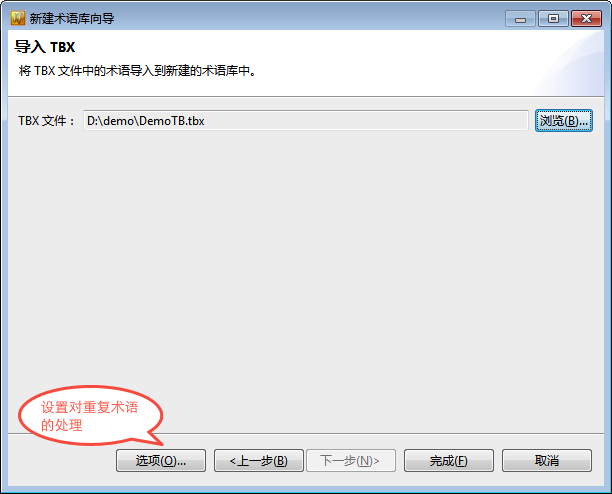 新建术语库向导
导入 TBX
将 TBX 文件中的术语导入到新建的术语库中。
TBX 文件： D:\demo\DemoTB.tbx 浏览(B)...
设置对重复术语
的处理
选项(O)... <上一步(B) 下一步(N)> 完成(F) 取消